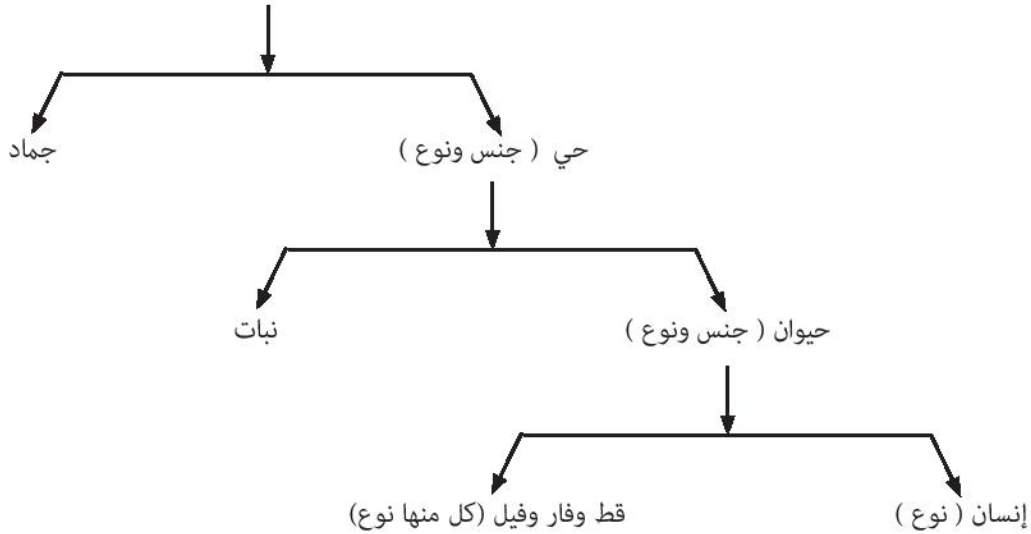 حي ( جنس ونوع )
جماد
حيوان ( جنس ونوع )
نبات
إنسان ( نوع )
قط وفار وفيل (كل منها نوع)